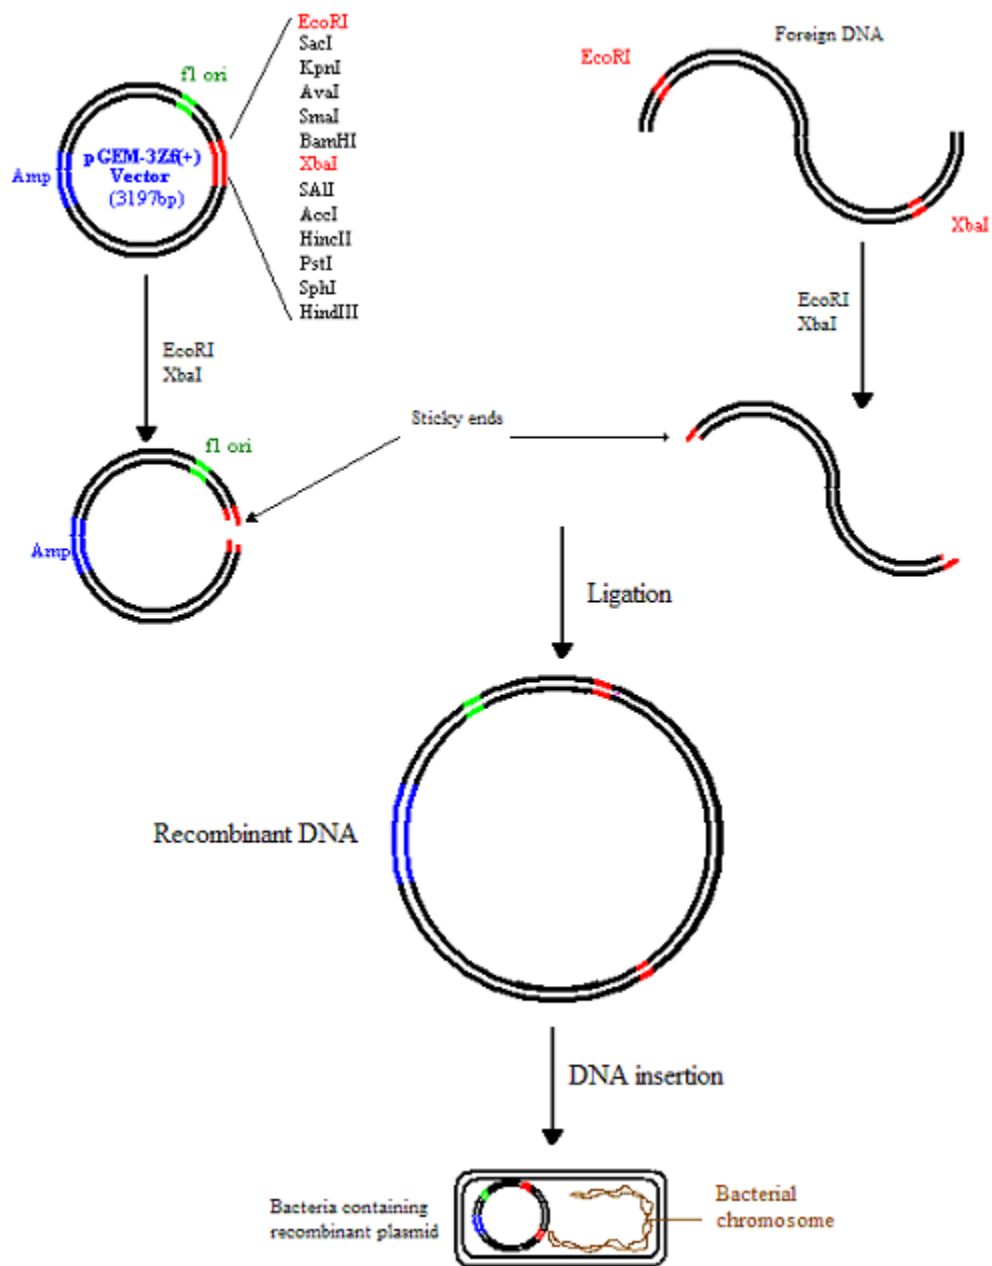 EcoRI
SacI
KpnI
AvaI
SmaI
BamHI
XbaI
SAlI
AccI
HincII
PstI
SphI
HindIII
f1 ori
Amp
pGEM-3Zf(+)
Vector
(3197bp)
Foreign DNA
EcoRI
XbaI
EcoRI
XbaI
EcoRI
XbaI
Sticky ends
f1 ori
Amp
Ligation
Recombinant DNA
DNA insertion
Bacteria containing
recombinant plasmid
Bacterial
chromosome